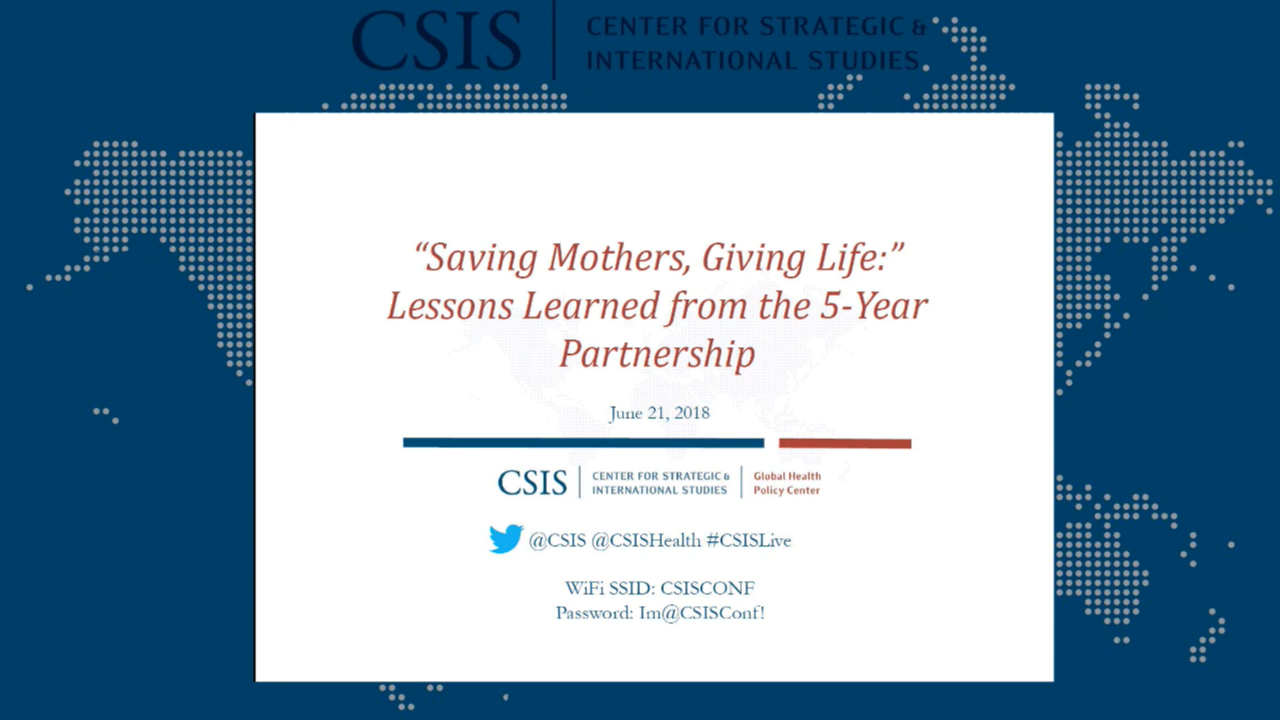 CSIS
CENTER FOR STRATEGIC &
INTERNATIONAL STUDIES
“Saving Mothers, Giving Life:”
Lessons Learned from the 5-Year
Partnership
June 21, 2018
CSIS
CENTER FOR STRATEGIC &
INTERNATIONAL STUDIES
Global Health
Policy Center
@CSIS @CSISHealth #CSISLive
WiFi SSID: CSISCONF
Password: Im@CSISConf!